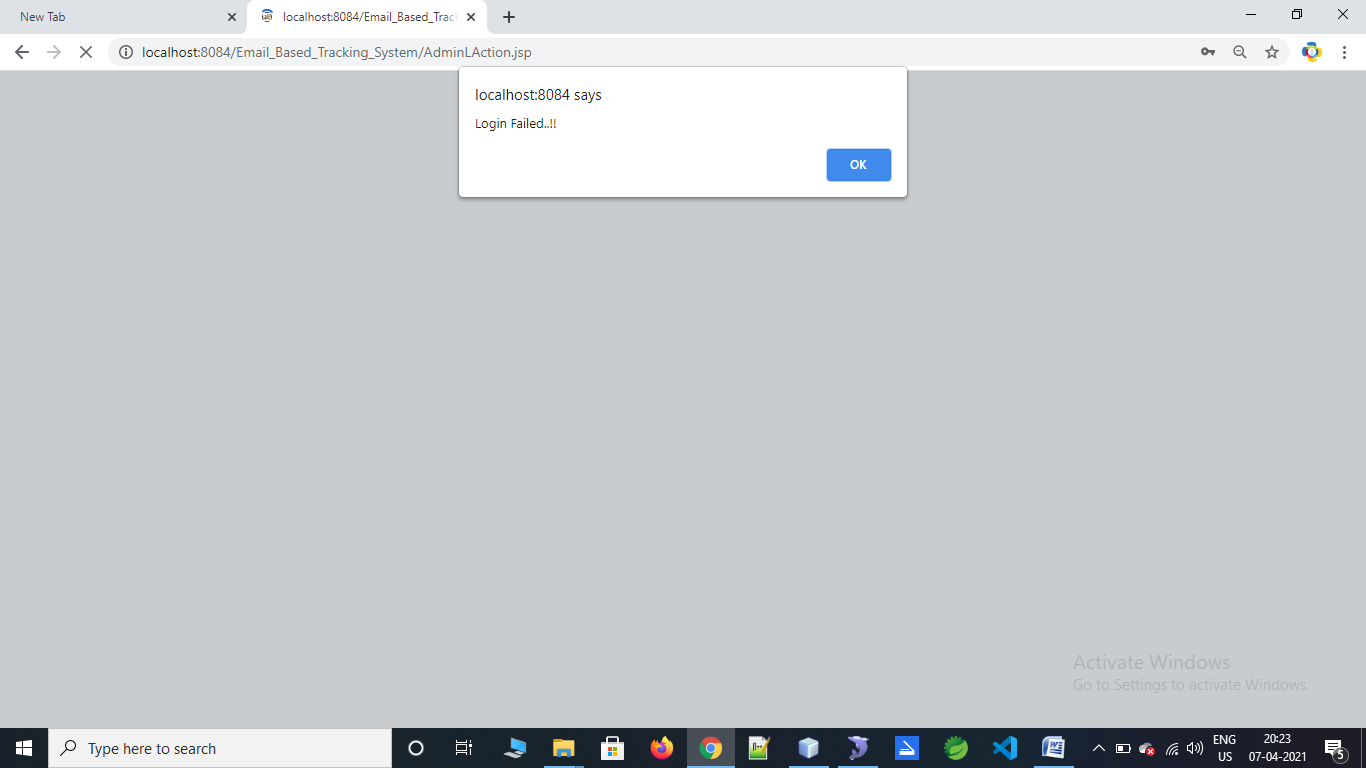 New Tab
localhost:8084/Email_Based_Trac
localhost:8084/Email_Based_Tracking_System/AdminLAction.jsp
localhost:8084 says
Login Failed..!!
OK
Activate Windows
Go to Settings to activate Windows.
Type here to search
ENG
US
20:23
07-04-2021
5